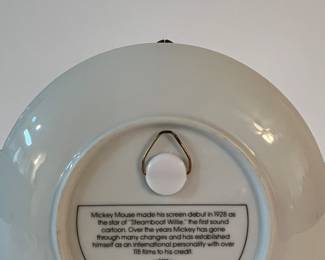 Mickey Mouse made his screen debut in 1928 as
the star of "Steamboat Willie," the first sound
cartoon. Over the years Mickey has gone
through many changes and has established
himself as an international personality with over
118 films to his credit.